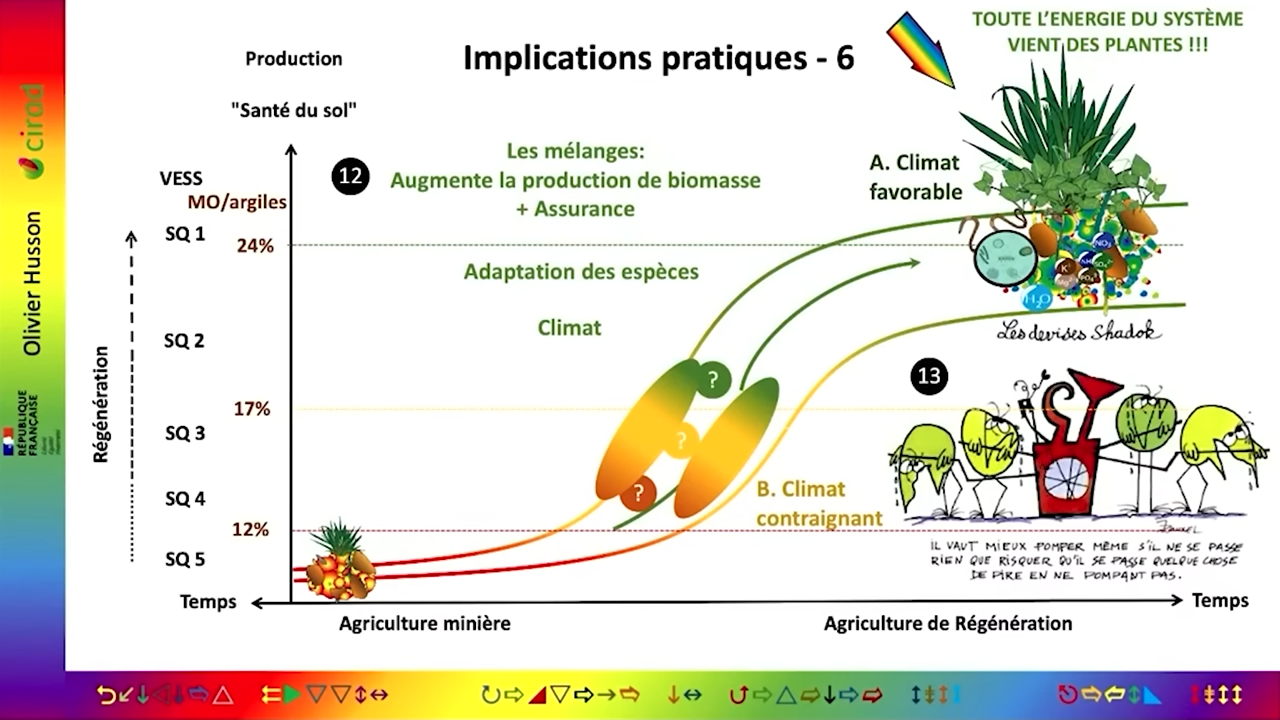 Implications pratiques - 6
TOUTE L'ENERGIE DU SYSTÈME
VIENT DES PLANTES !!!
Production
"Santé du sol"
12
Les mélanges:
Augmente la production de biomasse
+ Assurance
Adaptation des espèces
Climat
A. Climat
favorable
VESS
MO/argiles
SQ 1
24%
SQ 2
17%
SQ 3
SQ 4
12%
SQ 5
Régénération
?
?
?
B. Climat
contraignant
NO₃
K⁺
H₂O
Les devises Shadok
13
IL VAUT MIEUX POMPER MÊME S'IL NE SE PASSE
RIEN QUE RISQUER QU'IL SE PASSE QUELQUE CHOSE
DE PIRE EN NE POMPANT PAS.
Temps
Temps
Agriculture minière
Agriculture de Régénération
cirad
Olivier Husson
RÉPUBLIQUE
FRANÇAISE